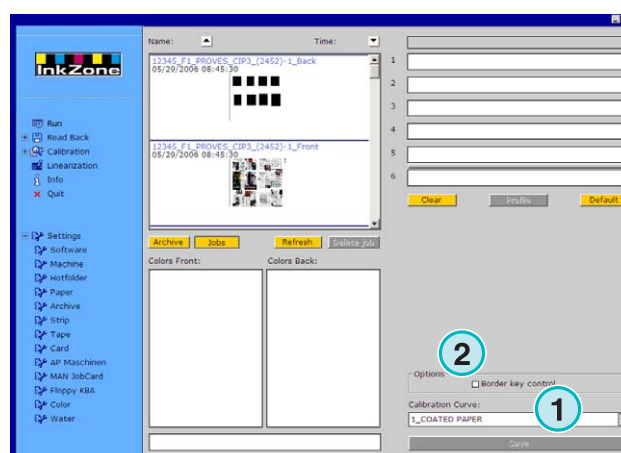 InkZone
Run
Read Back
Calibration
Linearization
Info
Quit
Settings
Software
Machine
Hotfolder
Paper
Archive
Strip
Tape
Card
AP Maschinen
MAN JobCard
Floppy KBA
Color
Water
Name: Time:
12345_F1_PROVES_CIP3_(2452)-1_Back
05/29/2006 08:45:30
12345_F1_PROVES_CIP3_(2452)-1_Front
05/29/2006 08:45:30
Archive Jobs Refresh Delete job
Colors Front: Colors Back:
1
2
3
4
5
6
Clear Profile Default
2
Options
Border key control
1
Calibration Curve:
1_COATED PAPER
Save